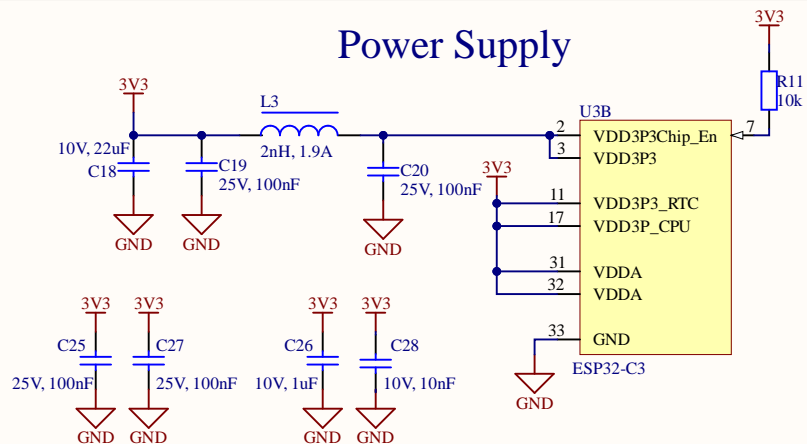 Power Supply
3V3
R11
10k
3V3
L3
2nH, 1.9A
10V, 22uF
C18
C19
25V, 100nF
C20
25V, 100nF
GND
GND
GND
U3B
2
VDD3P3Chip_En
7
3
VDD3P3
3V3
11
VDD3P3_RTC
17
VDD3P_CPU
31
VDDA
32
VDDA
33
GND
ESP32-C3
GND
3V3
3V3
3V3
3V3
C25
25V, 100nF
C27
25V, 100nF
C26
10V, 1uF
C28
10V, 10nF
GND
GND
GND
GND